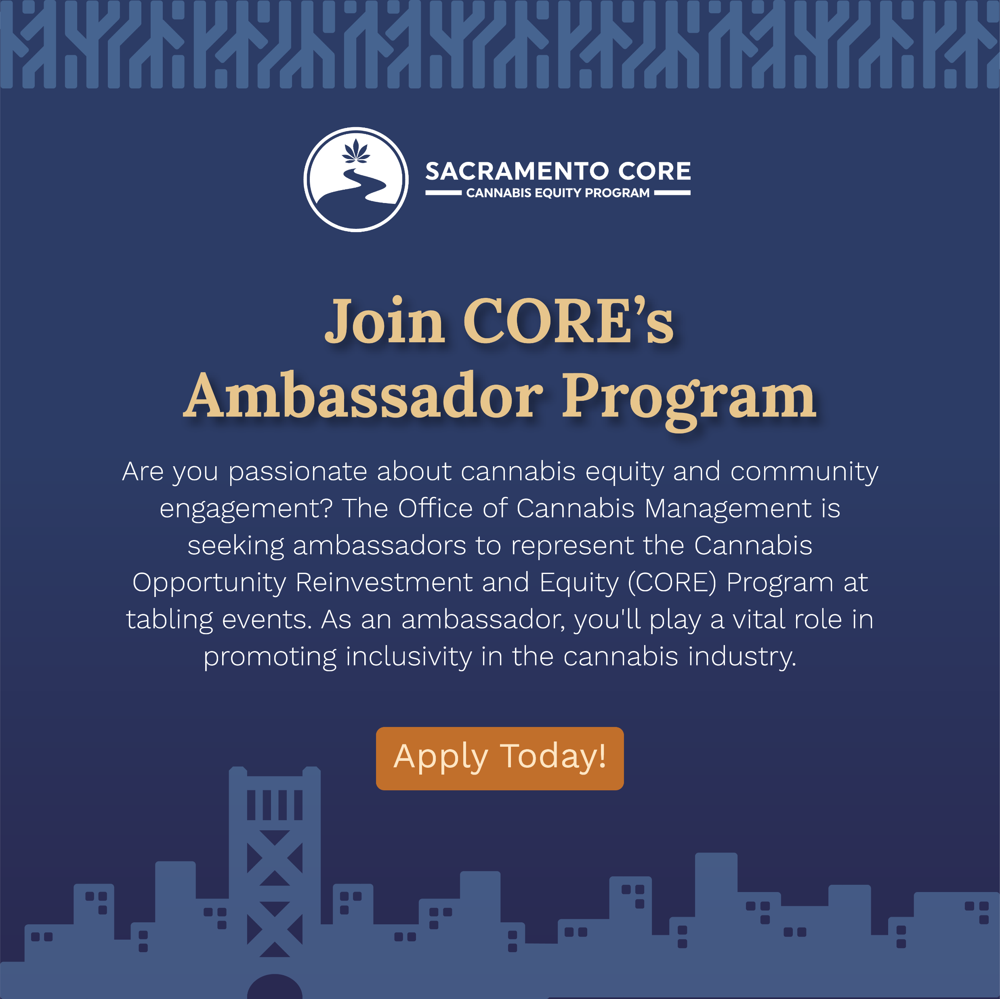 SACRAMENTO CORE
CANNABIS EQUITY PROGRAM
Join CORE’s
Ambassador Program
Are you passionate about cannabis equity and community
engagement? The Office of Cannabis Management is
seeking ambassadors to represent the Cannabis
Opportunity Reinvestment and Equity (CORE) Program at
tabling events. As an ambassador, you'll play a vital role in
promoting inclusivity in the cannabis industry.
Apply Today!